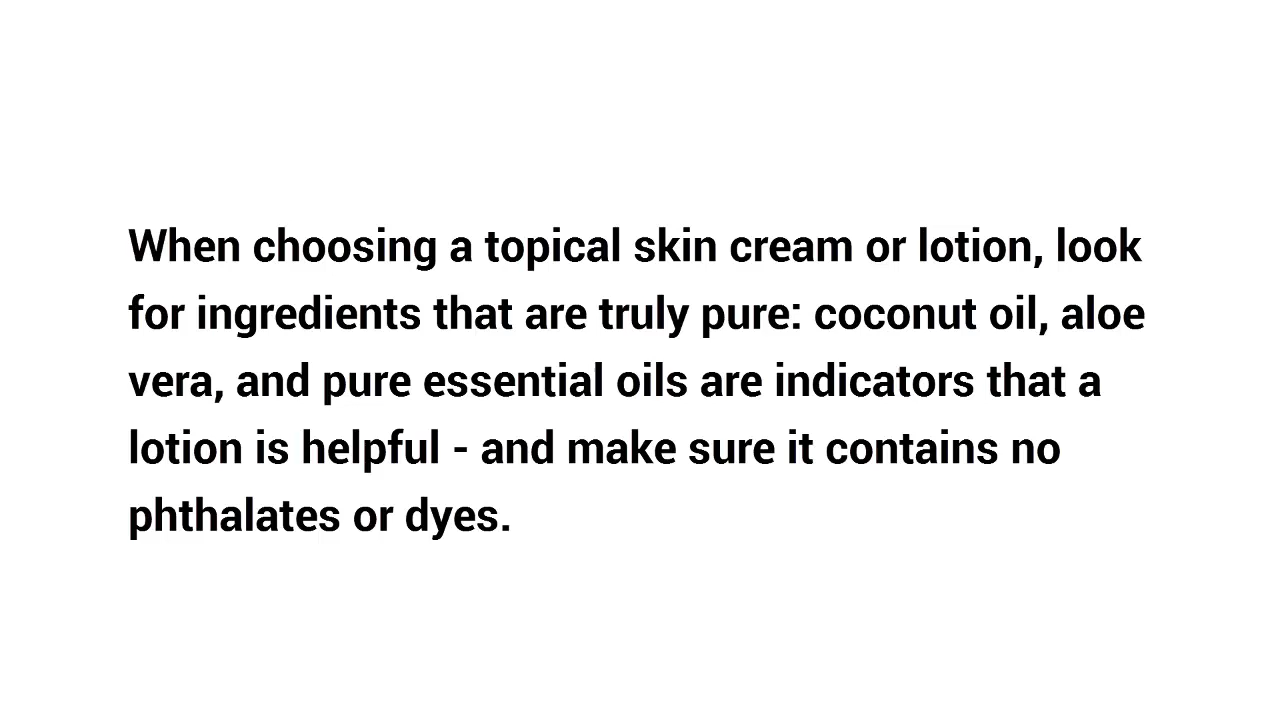 When choosing a topical skin cream or lotion, look
for ingredients that are truly pure: coconut oil, aloe
vera, and pure essential oils are indicators that a
lotion is helpful - and make sure it contains no
phthalates or dyes.